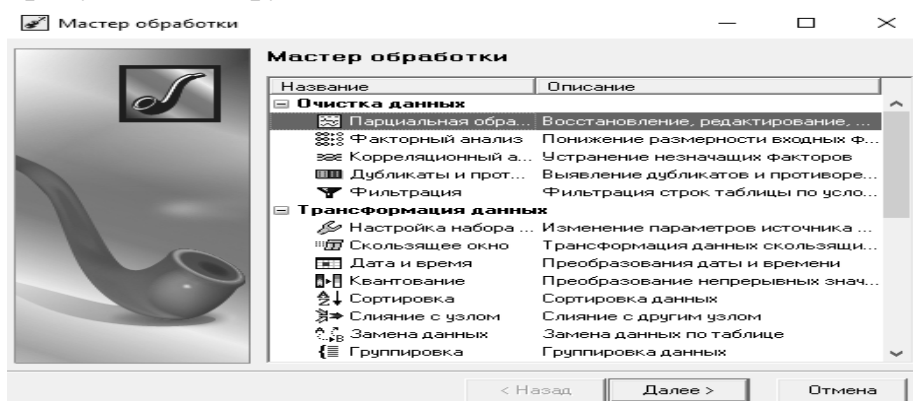 Мастер обработки
Мастер обработки
Название Описание
Очистка данных
Парциальная обра... Восстановление, редактирование, ...
Факторный анализ Понижение размерности входных ф...
Корреляционный а... Устранение незначащих факторов
Дубликаты и прот... Выявление дубликатов и противоре...
Фильтрация Фильтрация строк таблицы по усло...
Трансформация данных
Настройка набора ... Изменение параметров источника ...
Скользящее окно Трансформация данных скользящи...
Дата и время Преобразования даты и времени
Квантование Преобразование непрерывных знач...
Сортировка Сортировка данных
Слияние с узлом Слияние с другим узлом
Замена данных Замена данных по таблице
Группировка Группировка данных
< Назад Далее > Отмена